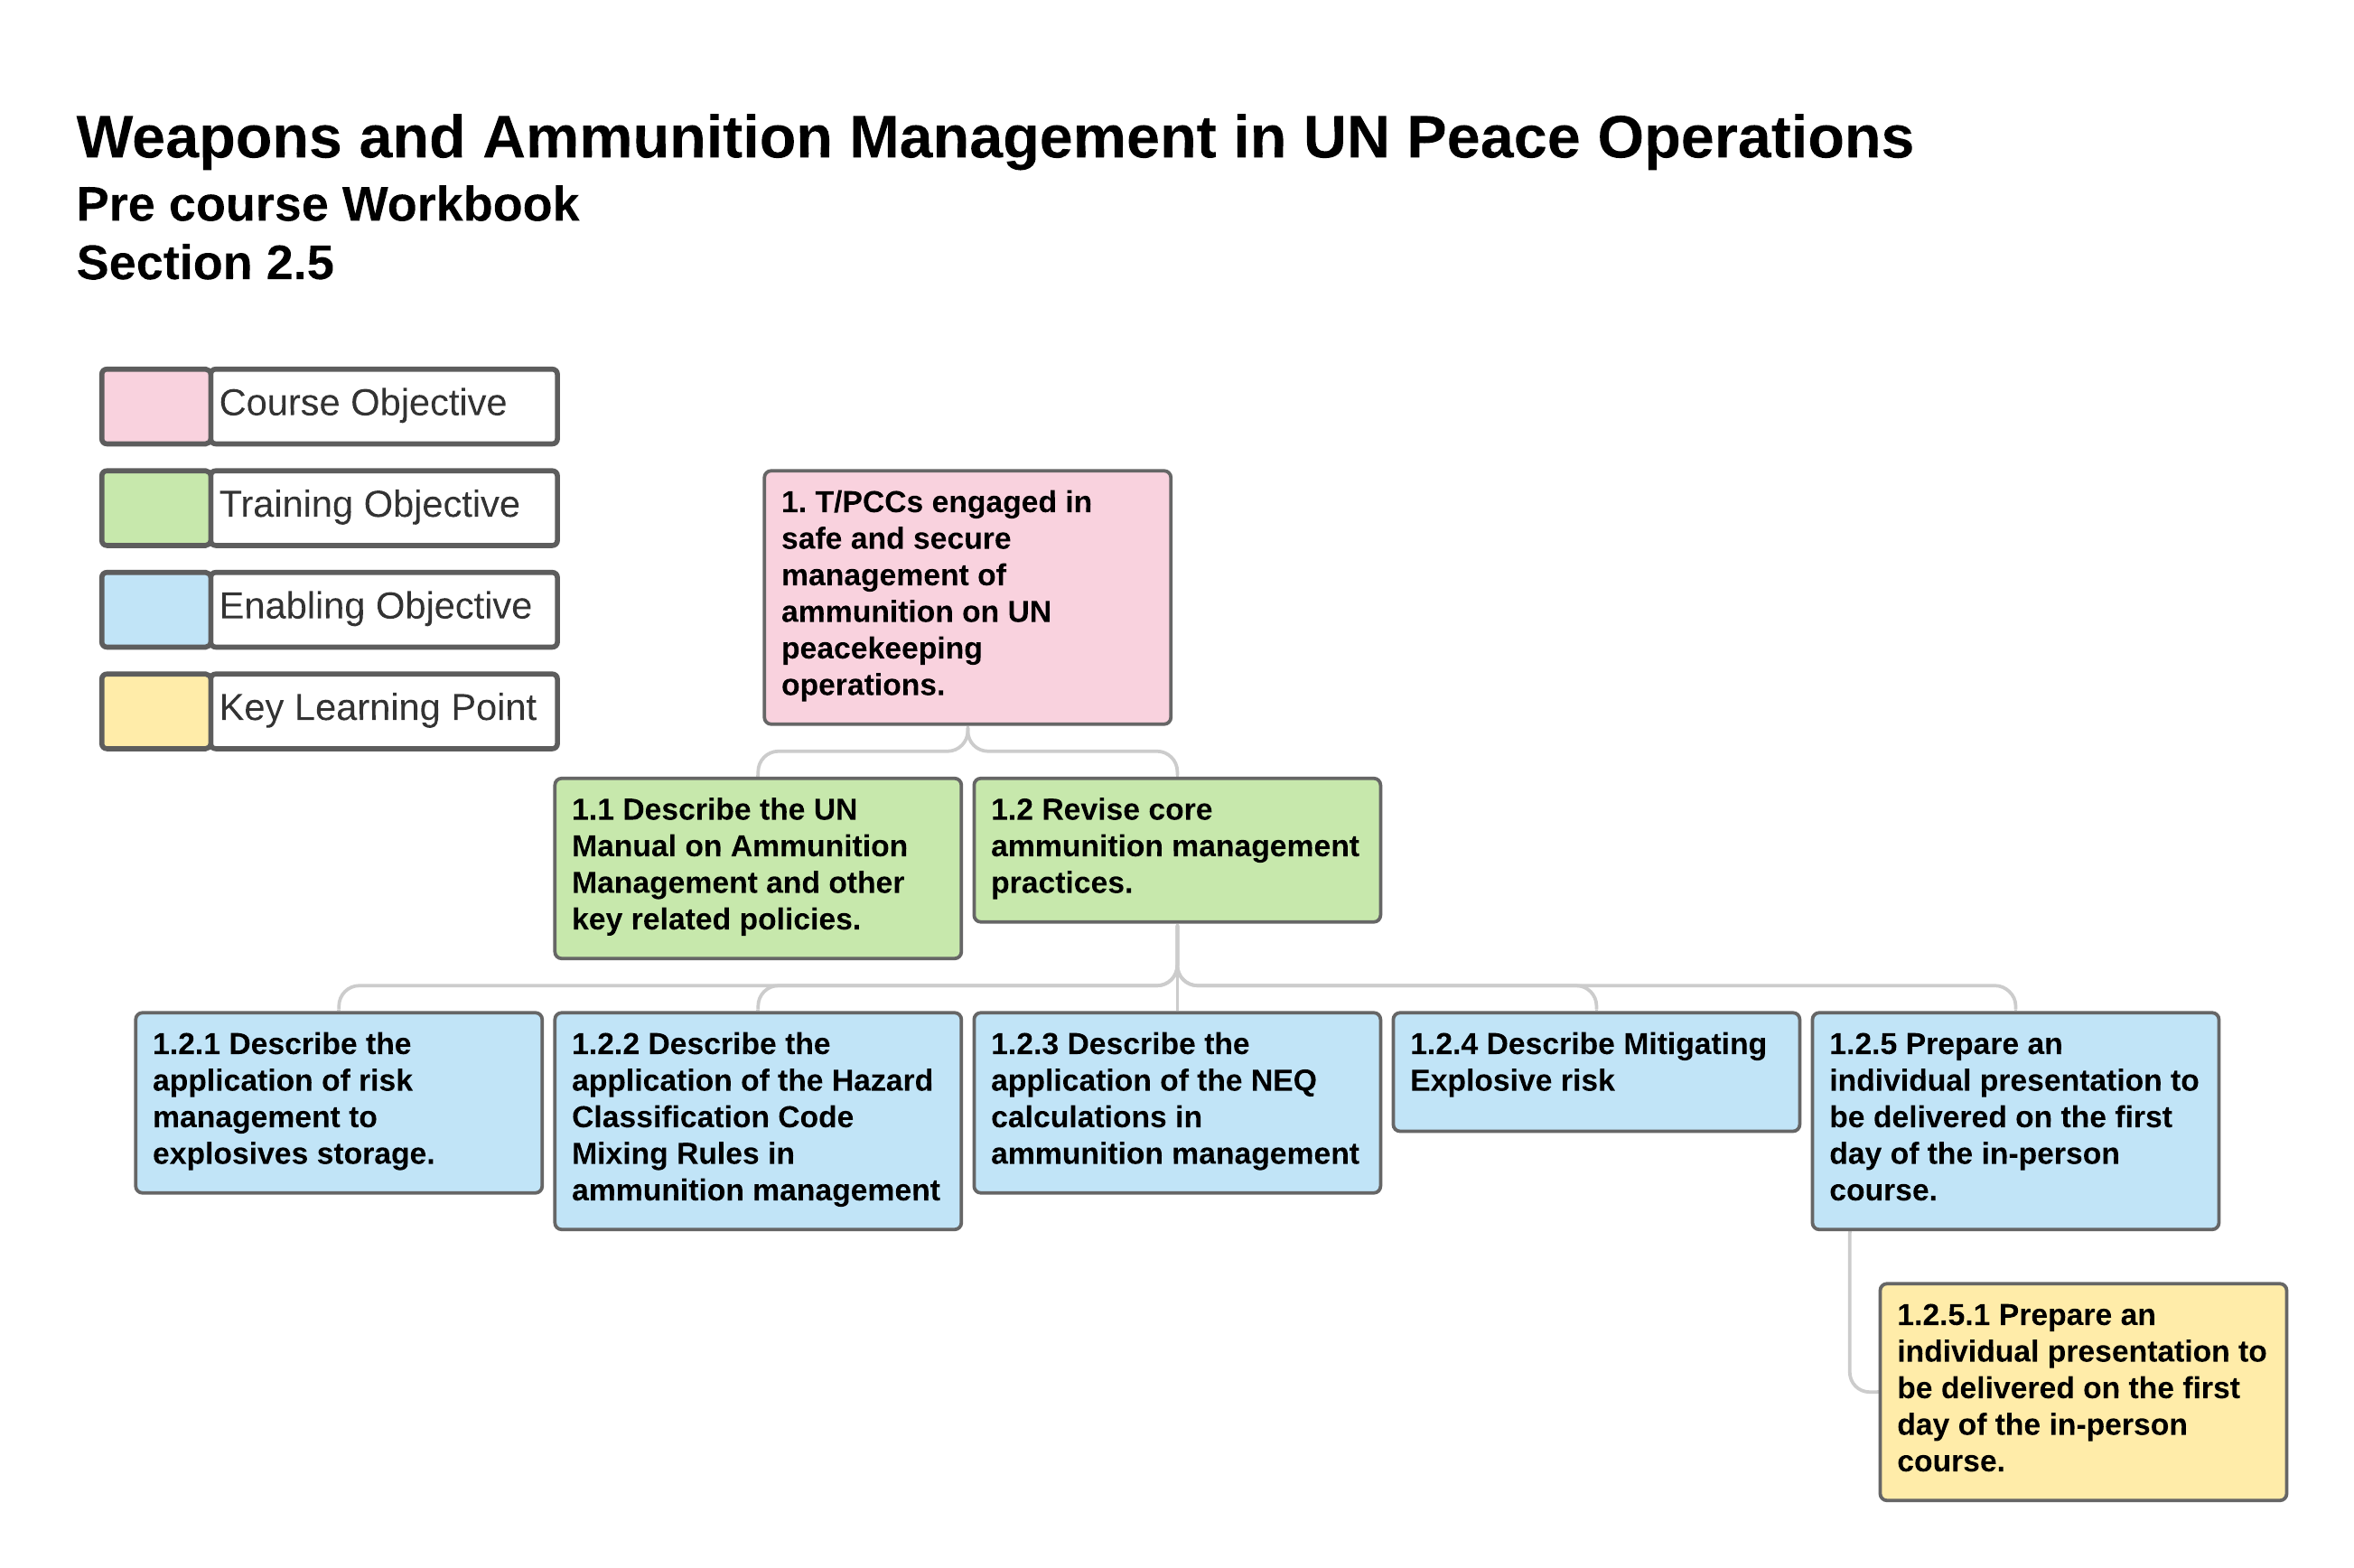 Weapons and Ammunition Management in UN Peace Operations
Pre course Workbook
Section 2.5
Course Objective
Training Objective
Enabling Objective
Key Learning Point
1. T/PCCs engaged in
safe and secure
management of
ammunition on UN
peacekeeping
operations.
1.1 Describe the UN
Manual on Ammunition
Management and other
key related policies.
1.2 Revise core
ammunition management
practices.
1.2.1 Describe the
application of risk
management to
explosives storage.
1.2.2 Describe the
application of the Hazard
Classification Code
Mixing Rules in
ammunition management
1.2.3 Describe the
application of the NEQ
calculations in
ammunition management
1.2.4 Describe Mitigating
Explosive risk
1.2.5 Prepare an
individual presentation to
be delivered on the first
day of the in-person
course.
1.2.5.1 Prepare an
individual presentation to
be delivered on the first
day of the in-person
course.